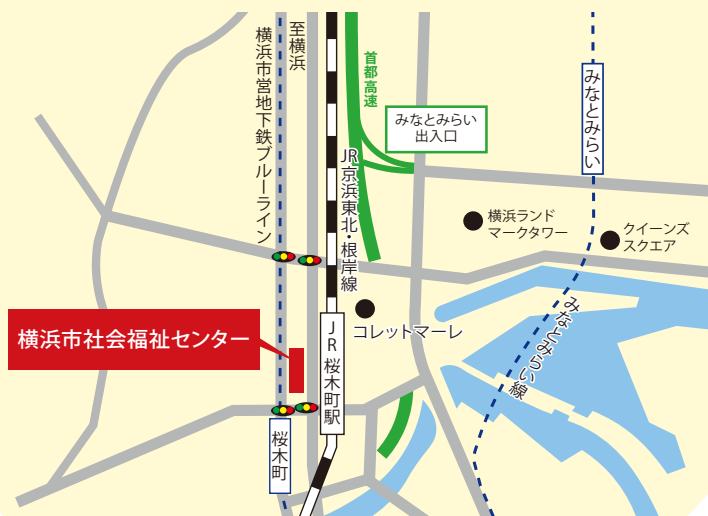 横浜市営地下鉄ブルーライン
至横浜
首都高速
みなとみらい
出入口
みなとみらい
JR京浜東北・根岸線
横浜ランド
マークタワー
クイーンズ
スクエア
コレットマーレ
みなとみらい線
横浜市社会福祉センター
JR桜木町駅
桜木町